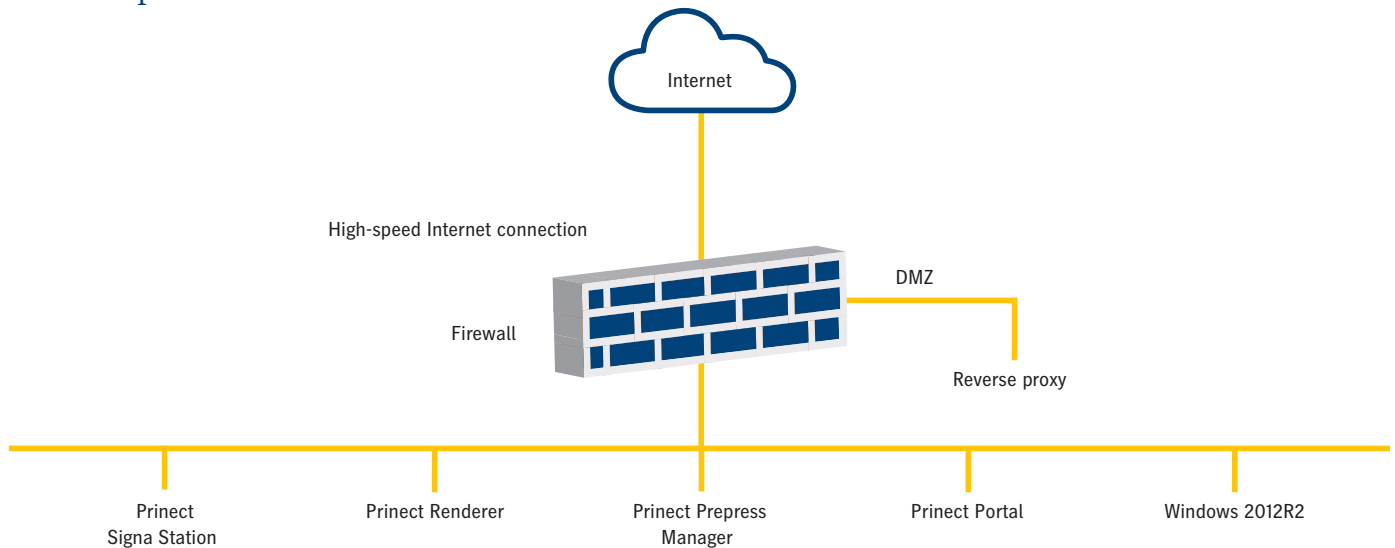 Internet
High-speed Internet connection
DMZ
Firewall
Reverse proxy
Prinect
Signa Station
Prinect Renderer
Prinect Prepress
Manager
Prinect Portal
Windows 2012R2